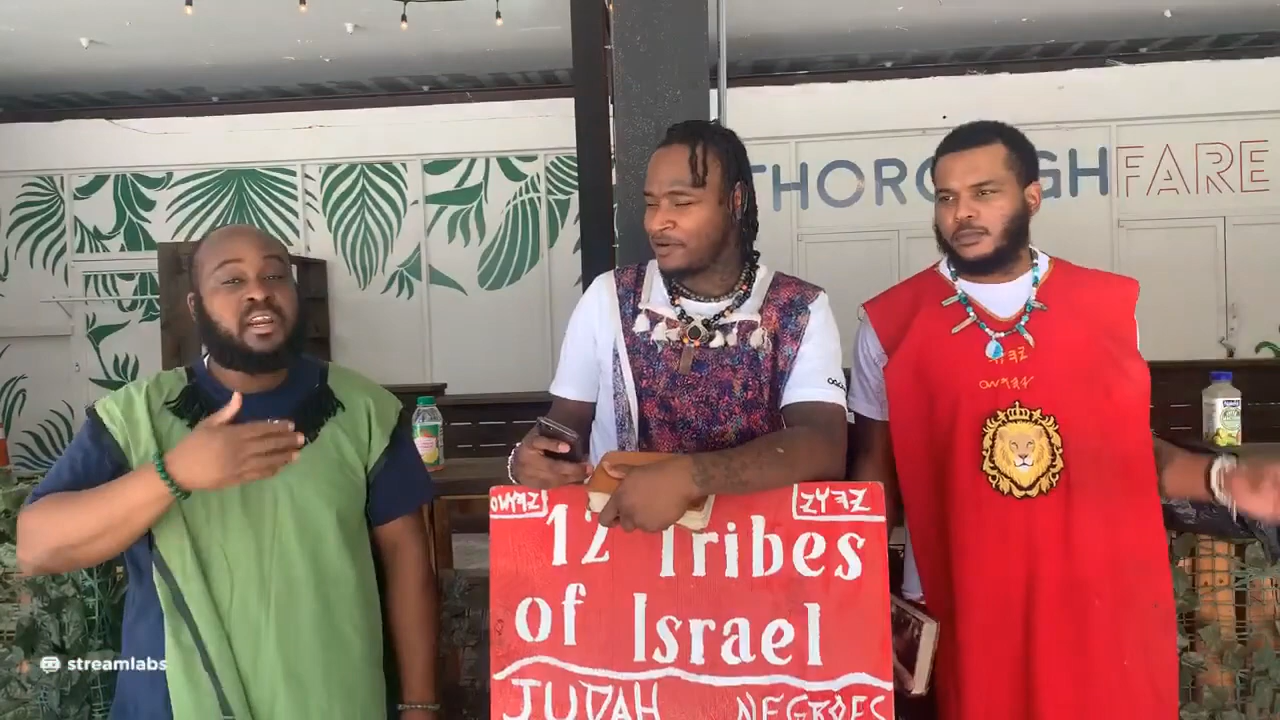 THOROUGHFARE
12 Tribes
of Israel
JUDAH NEGROES
streamlabs